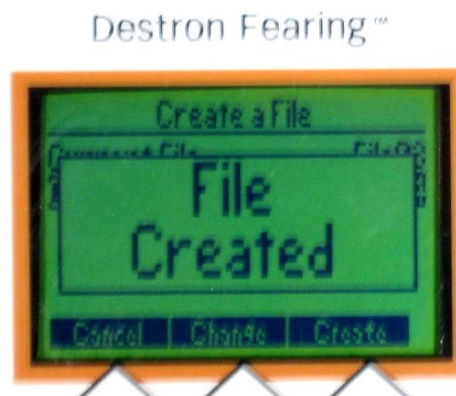 Destron Fearing™
Create a File
File
Created
Cancel Change Create